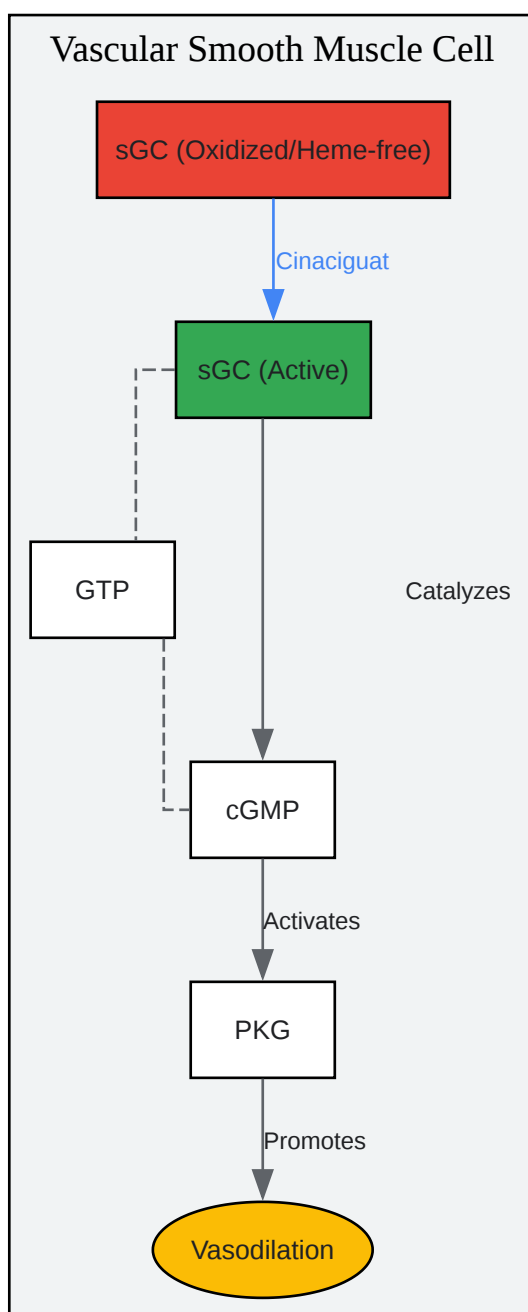 Vascular Smooth Muscle Cell
sGC (Oxidized/Heme-free)
Cinaciguat
sGC (Active)
GTP
Catalyzes
cGMP
Activates
PKG
Promotes
Vasodilation